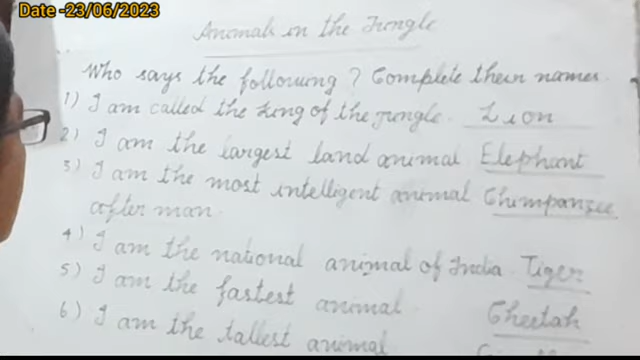 Date -23/06/2023
Animals in the Jungle
Who says the following? Complete their names.
1) I am called the king of the jungle. Lion
2) I am the largest land animal Elephant
3) I am the most intelligent animal Chimpanzee
after man.
4) I am the national animal of India. Tiger
5) I am the fastest animal Cheetah
6) I am the tallest animal